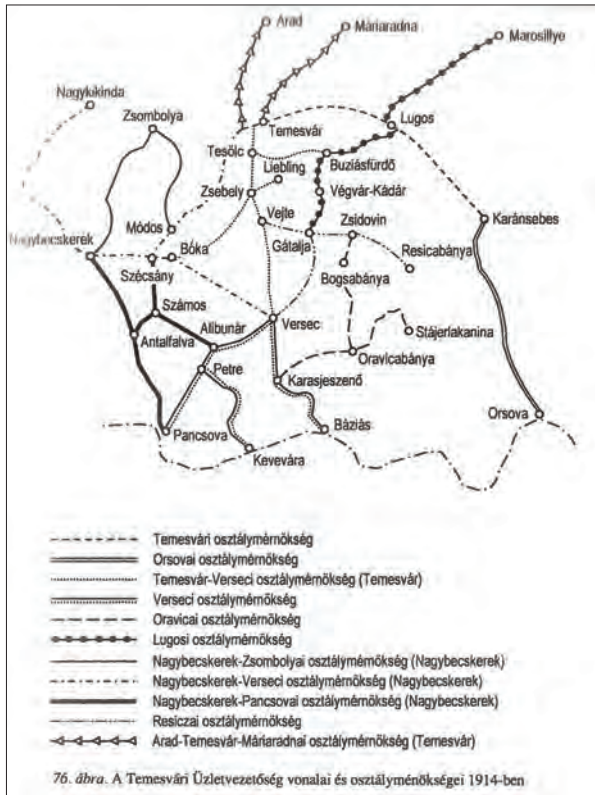 Arad
Máriaradna
Marosillye
Nagykikinda
Zsombolya
Temesvár
Lugos
Tesöic
Buziásfürdő
Liebling
Zsebely
Végvár-Kádár
Vejte
Zsidovin
Karánsebes
Módos
Nagybecskerek
Bóka
Gátalja
Resicabánya
Szécsány
Bogsabánya
Számos
Versec
Stájerlakanina
Alibunár
Antalfalva
Oravicabánya
Petre
Karasjeszenő
Orsova
Pancsova
Báziás
Kevevára
Temesvári osztálymérnökség
Orsovai osztálymérnökség
Temesvár-Verseci osztálymérnökség (Temesvár)
Verseci osztálymérnökség
Oravicai osztálymérnökség
Lugosi osztálymérnökség
Nagybecskerek-Zsombolyai osztálymérnökség (Nagybecskerek)
Nagybecskerek-Verseci osztálymérnökség (Nagybecskerek)
Nagybecskerek-Pancsovai osztálymérnökség (Nagybecskerek)
Resiczai osztálymérnökség
Arad-Temesvár-Máriaradnai osztálymérnökség (Temesvár)
76. ábra. A Temesvári Üzletvezetőség vonalai és osztályménökségei 1914-ben